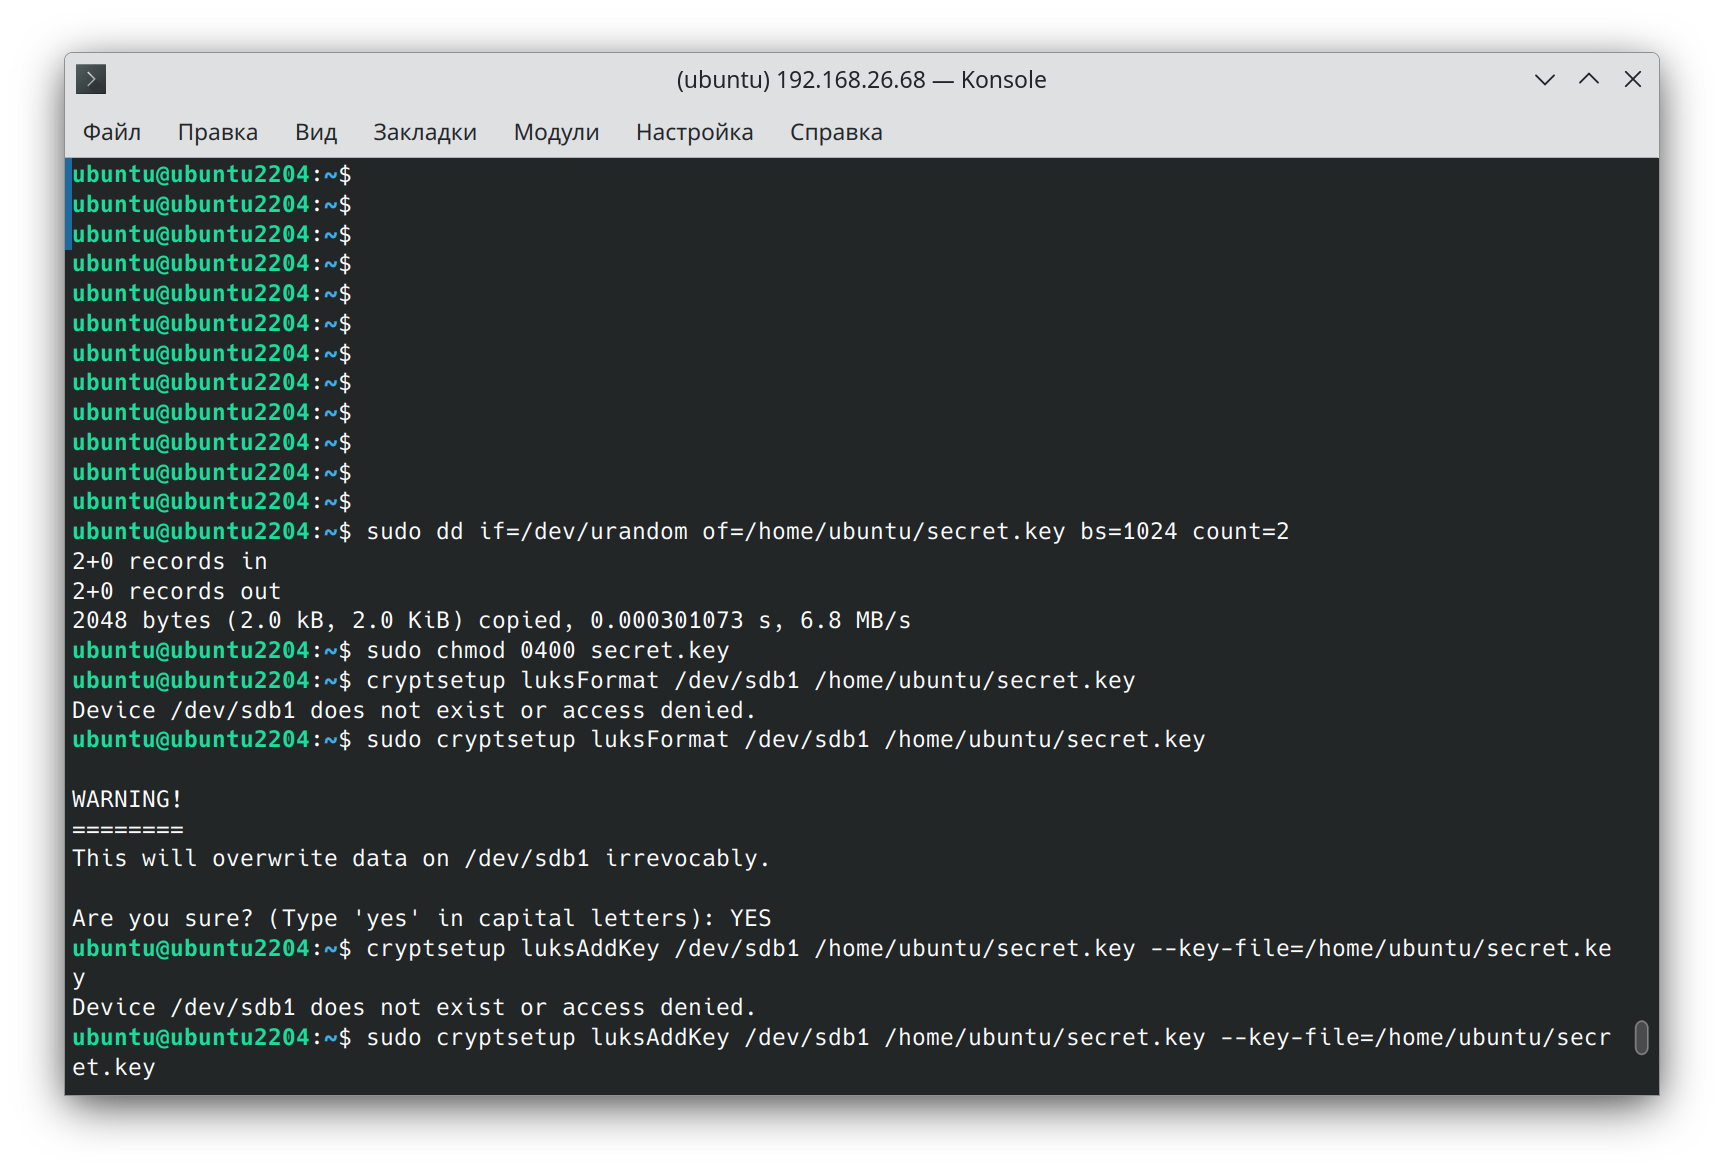 (ubuntu) 192.168.26.68 — Konsole
Файл Правка Вид Закладки Модули Настройка Справка
ubuntu@ubuntu2204:~$
ubuntu@ubuntu2204:~$
ubuntu@ubuntu2204:~$
ubuntu@ubuntu2204:~$
ubuntu@ubuntu2204:~$
ubuntu@ubuntu2204:~$
ubuntu@ubuntu2204:~$
ubuntu@ubuntu2204:~$
ubuntu@ubuntu2204:~$
ubuntu@ubuntu2204:~$
ubuntu@ubuntu2204:~$
ubuntu@ubuntu2204:~$
ubuntu@ubuntu2204:~$ sudo dd if=/dev/urandom of=/home/ubuntu/secret.key bs=1024 count=2
2+0 records in
2+0 records out
2048 bytes (2.0 kB, 2.0 KiB) copied, 0.000301073 s, 6.8 MB/s
ubuntu@ubuntu2204:~$ sudo chmod 0400 secret.key
ubuntu@ubuntu2204:~$ cryptsetup luksFormat /dev/sdb1 /home/ubuntu/secret.key
Device /dev/sdb1 does not exist or access denied.
ubuntu@ubuntu2204:~$ sudo cryptsetup luksFormat /dev/sdb1 /home/ubuntu/secret.key
WARNING!
========
This will overwrite data on /dev/sdb1 irrevocably.
Are you sure? (Type 'yes' in capital letters): YES
ubuntu@ubuntu2204:~$ cryptsetup luksAddKey /dev/sdb1 /home/ubuntu/secret.key --key-file=/home/ubuntu/secret.ke
y
Device /dev/sdb1 does not exist or access denied.
ubuntu@ubuntu2204:~$ sudo cryptsetup luksAddKey /dev/sdb1 /home/ubuntu/secret.key --key-file=/home/ubuntu/secr
et.key